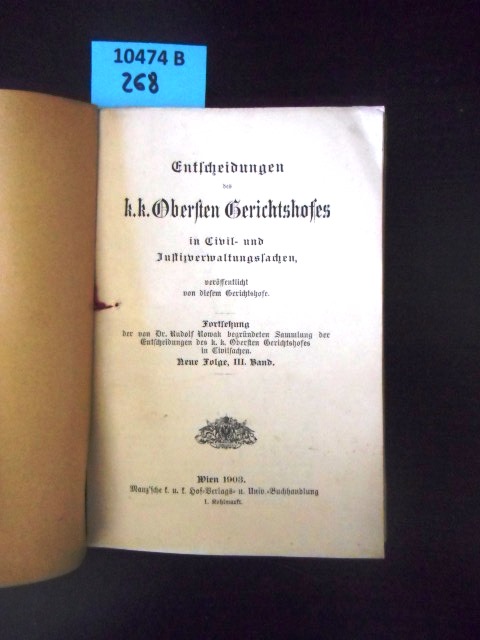 10474 B
268
Entscheidungen
des
k.k. Obersten Gerichtshofes
in Civil- und
Justizverwaltungssachen,
veröffentlicht
von diesem Gerichtshofe.
Fortsetzung
der von Dr. Rudolf Nowak begründeten Sammlung der
Entscheidungen des k. k. Obersten Gerichtshofes
in Civilsachen.
Neue Folge, III. Band.
Wien 1903.
Manz'sche k. u. k. Hof-Verlags- u. Univ.-Buchhandlung
I. Kohlmarkt.